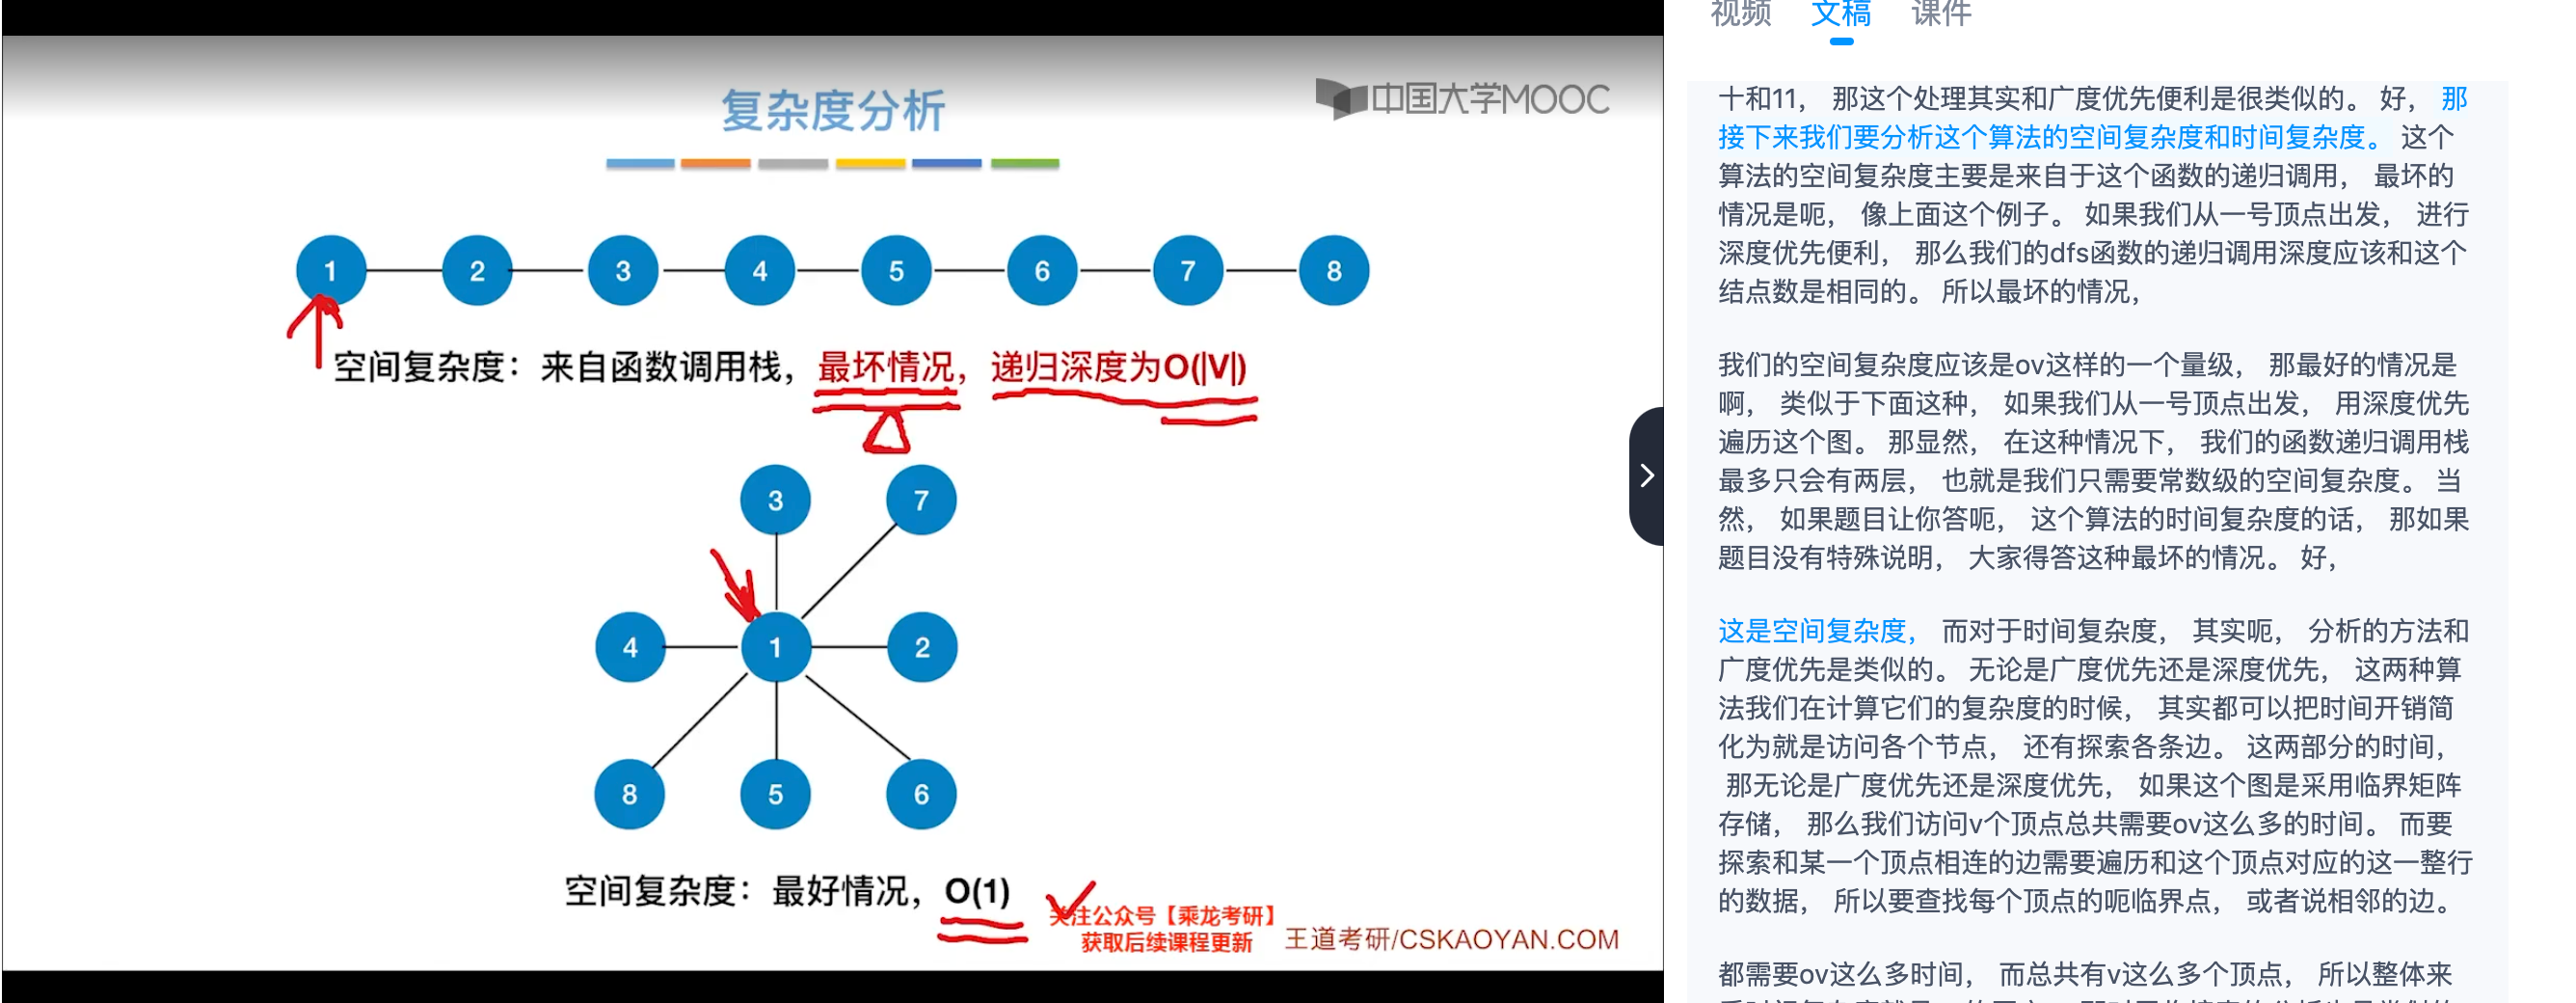 复杂度分析
中国大学MOOC
1 2 3 4 5 6 7 8
空间复杂度：来自函数调用栈，最坏情况，递归深度为O(|V|)
3 7
4 1 2
8 5 6
空间复杂度：最好情况，O(1)
关注公众号【乘龙考研】
获取后续课程更新
王道考研/CSKAOYAN.COM
视频 文稿 课件
十和11， 那这个处理其实和广度优先便利是很类似的。 好， 那
接下来我们要分析这个算法的空间复杂度和时间复杂度。 这个
算法的空间复杂度主要是来自于这个函数的递归调用， 最坏的
情况是呃， 像上面这个例子。 如果我们从一号顶点出发， 进行
深度优先便利， 那么我们的dfs函数的递归调用深度应该和这个
结点数是相同的。 所以最坏的情况，
我们的空间复杂度应该是ov这样的一个量级， 那最好的情况是
啊， 类似于下面这种， 如果我们从一号顶点出发， 用深度优先
遍历这个图。 那显然， 在这种情况下， 我们的函数递归调用栈
最多只会有两层， 也就是我们只需要常数级的空间复杂度。 当
然， 如果题目让你答呃， 这个算法的时间复杂度的话， 那如果
题目没有特殊说明， 大家得答这种最坏的情况。 好，
这是空间复杂度， 而对于时间复杂度， 其实呃， 分析的方法和
广度优先是类似的。 无论是广度优先还是深度优先， 这两种算
法我们在计算它们的复杂度的时候， 其实都可以把时间开销简
化为就是访问各个节点， 还有探索各条边。 这两部分的时间，
那无论是广度优先还是深度优先， 如果这个图是采用临界矩阵
存储， 那么我们访问v个顶点总共需要ov这么多的时间。 而要
探索和某一个顶点相连的边需要遍历和这个顶点对应的这一整行
的数据， 所以要查找每个顶点的呃临界点， 或者说相邻的边。
都需要ov这么多时间， 而总共有v这么多个顶点， 所以整体来